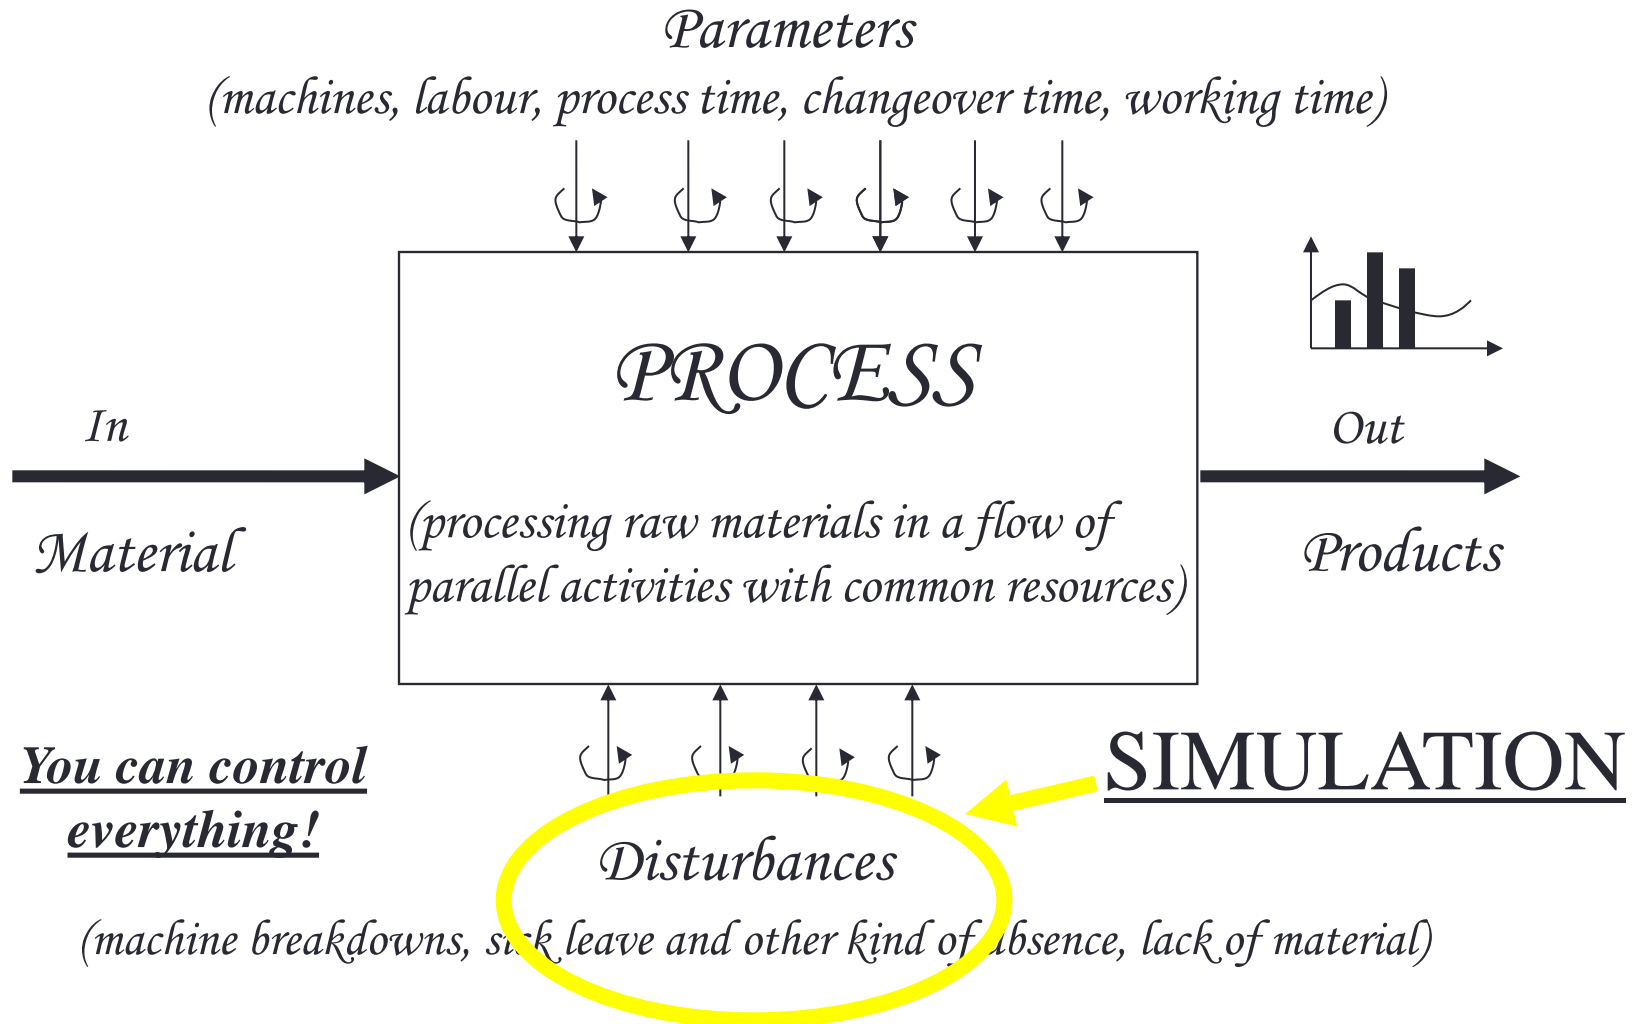 Parameters
(machines, labour, process time, changeover time, working time)
PROCESS
In
Out
(processing raw materials in a flow of
parallel activities with common resources)
Material
Products
You can control
everything!
SIMULATION
Disturbances
(machine breakdowns, sick leave and other kind of absence, lack of material)